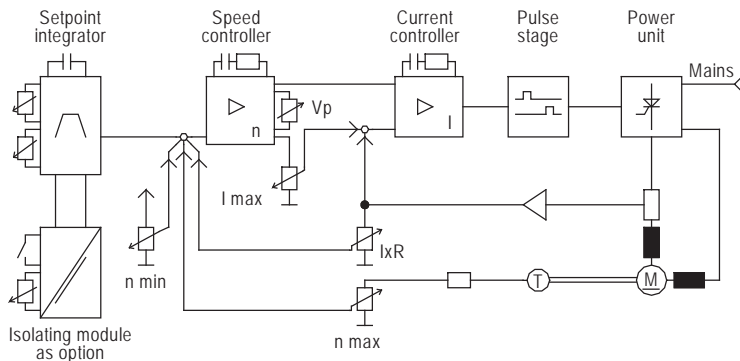 Setpoint
integrator
Speed
controller
Current
controller
Pulse
stage
Power
unit
Mains
Vp
n
I
I max
IxR
n min
T
M
n max
Isolating module
as option